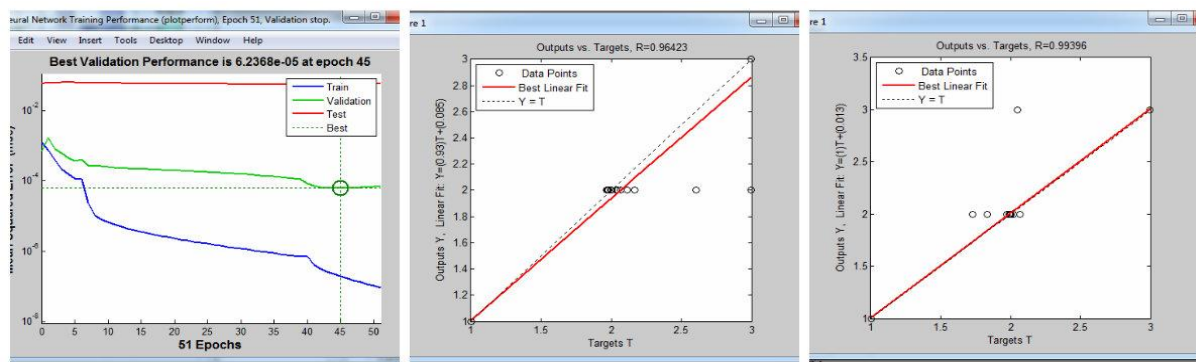 eural Network Training Performance (plotperform), Epoch 51, Validation stop.
Edit View Insert Tools Desktop Window Help
Best Validation Performance is 6.2368e-05 at epoch 45
Train
Validation
Test
Best
10^-2
10^-4
10^-6
10^-8
0 5 10 15 20 25 30 35 40 45 50
51 Epochs
re 1
Outputs vs. Targets, R=0.96423
Data Points
Best Linear Fit
Y = T
Outputs Y, Linear Fit: Y=(0.93)T+(0.085)
3
2.8
2.6
2.4
2.2
2
1.8
1.6
1.4
1.2
1
1 1.5 2 2.5 3
Targets T
re 1
Outputs vs. Targets, R=0.99396
Data Points
Best Linear Fit
Y = T
Outputs Y, Linear Fit: Y=(1)T+(0.013)
3.5
3
2.5
2
1.5
1
1 1.5 2 2.5 3
Targets T